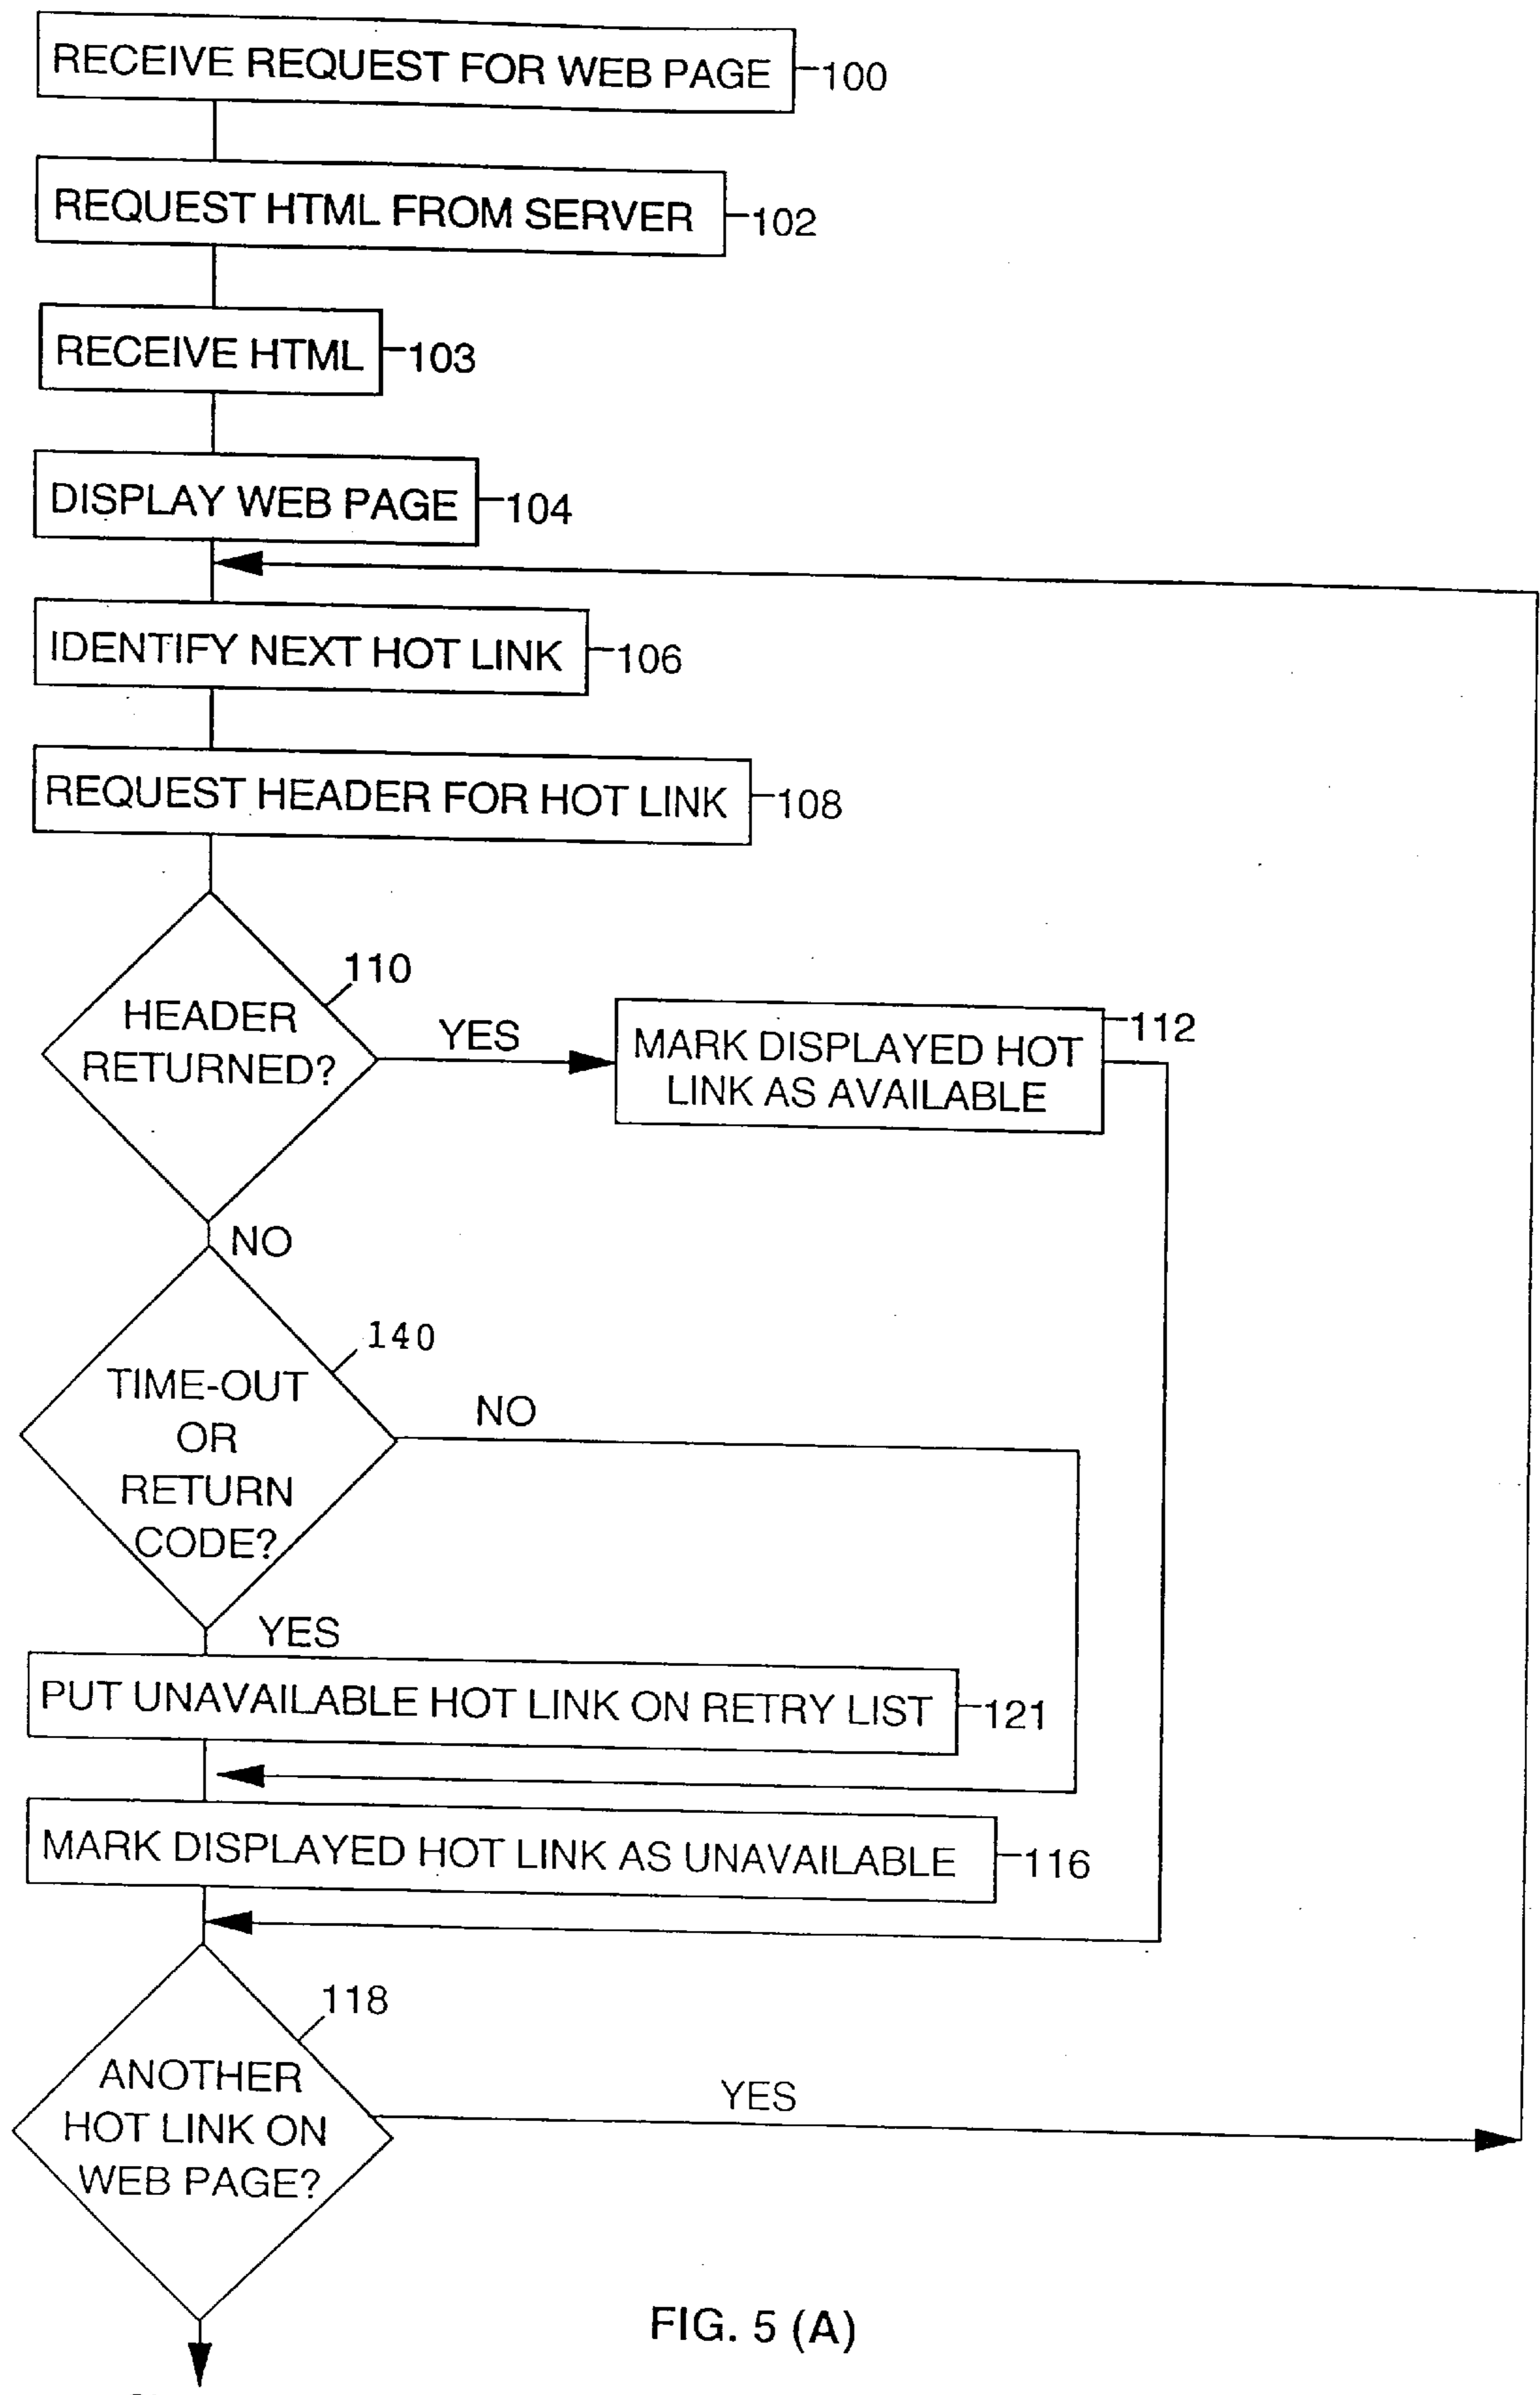 RECEIVE REQUEST FOR WEB PAGE
100
REQUEST HTML FROM SERVER
102
RECEIVE HTML
103
DISPLAY WEB PAGE
104
IDENTIFY NEXT HOT LINK
106
REQUEST HEADER FOR HOT LINK
108
110
HEADER
RETURNED?
YES
MARK DISPLAYED HOT
LINK AS AVAILABLE
112
NO
140
TIME-OUT
OR
RETURN
CODE?
NO
YES
PUT UNAVAILABLE HOT LINK ON RETRY LIST
121
MARK DISPLAYED HOT LINK AS UNAVAILABLE
116
118
ANOTHER
HOT LINK ON
WEB PAGE?
YES
FIG. 5 (A)